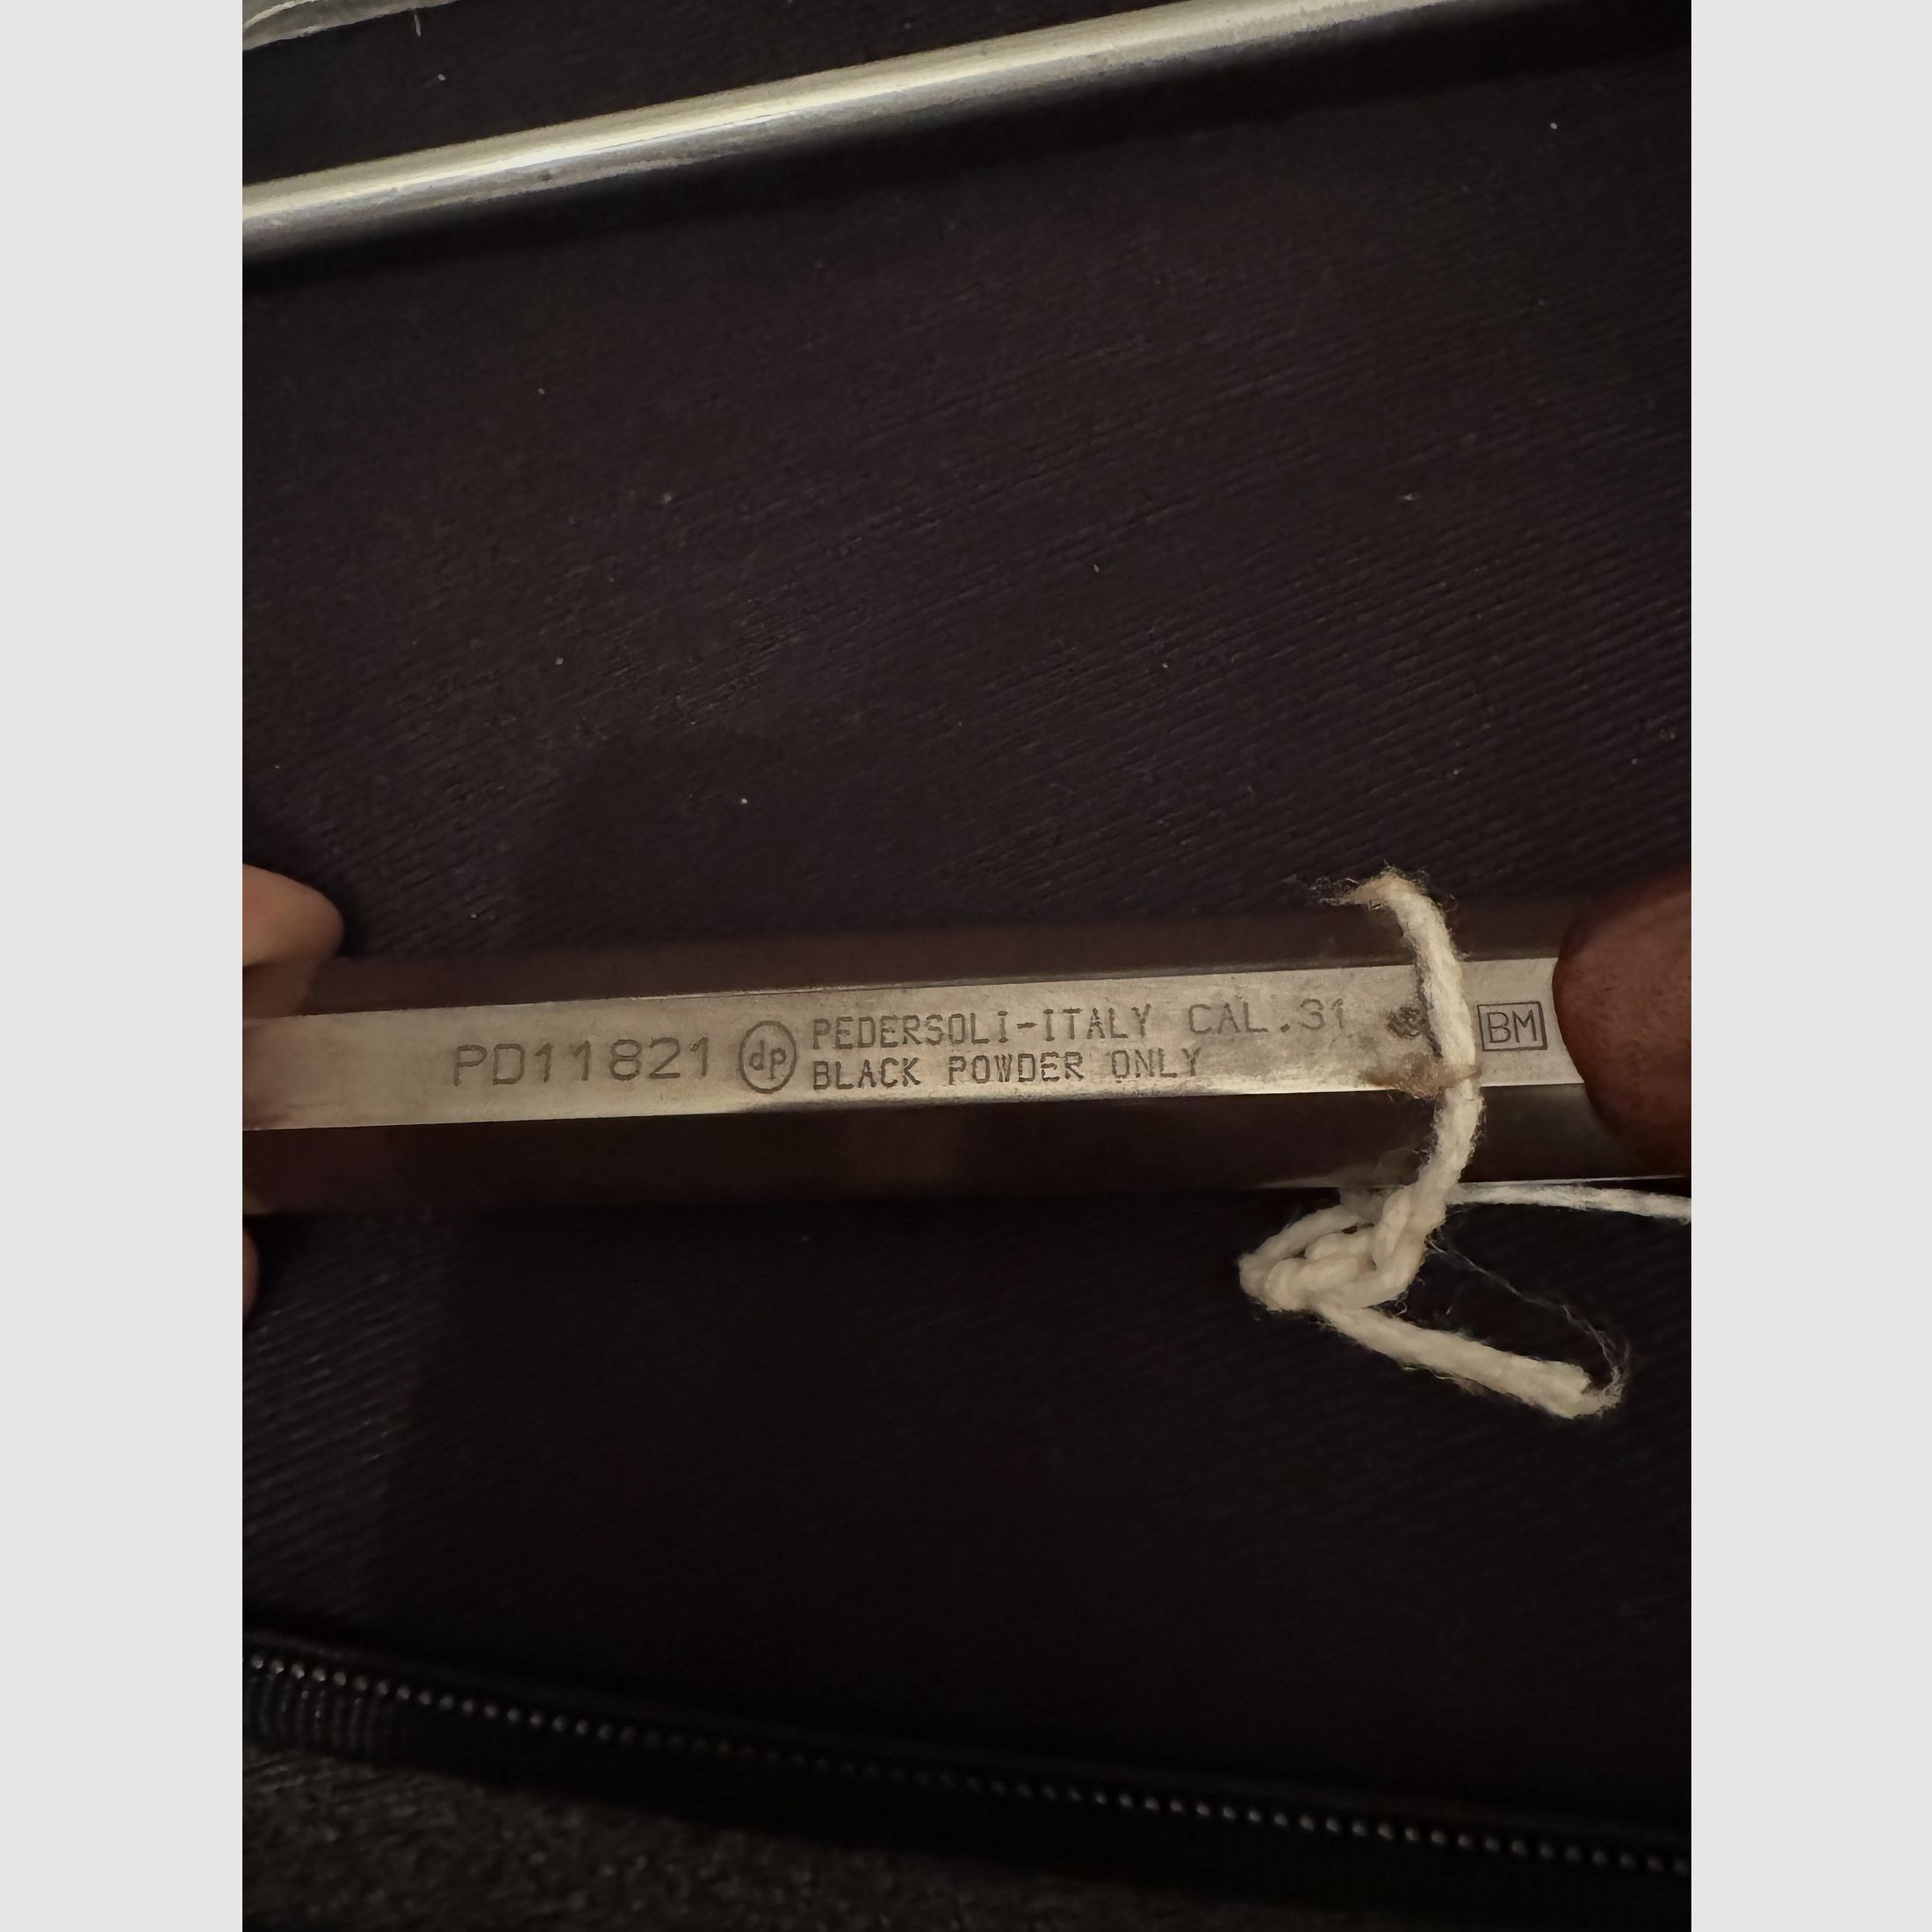 PD11821 dp PEDERSOLI-ITALY CAL.31 BM
BLACK POWDER ONLY